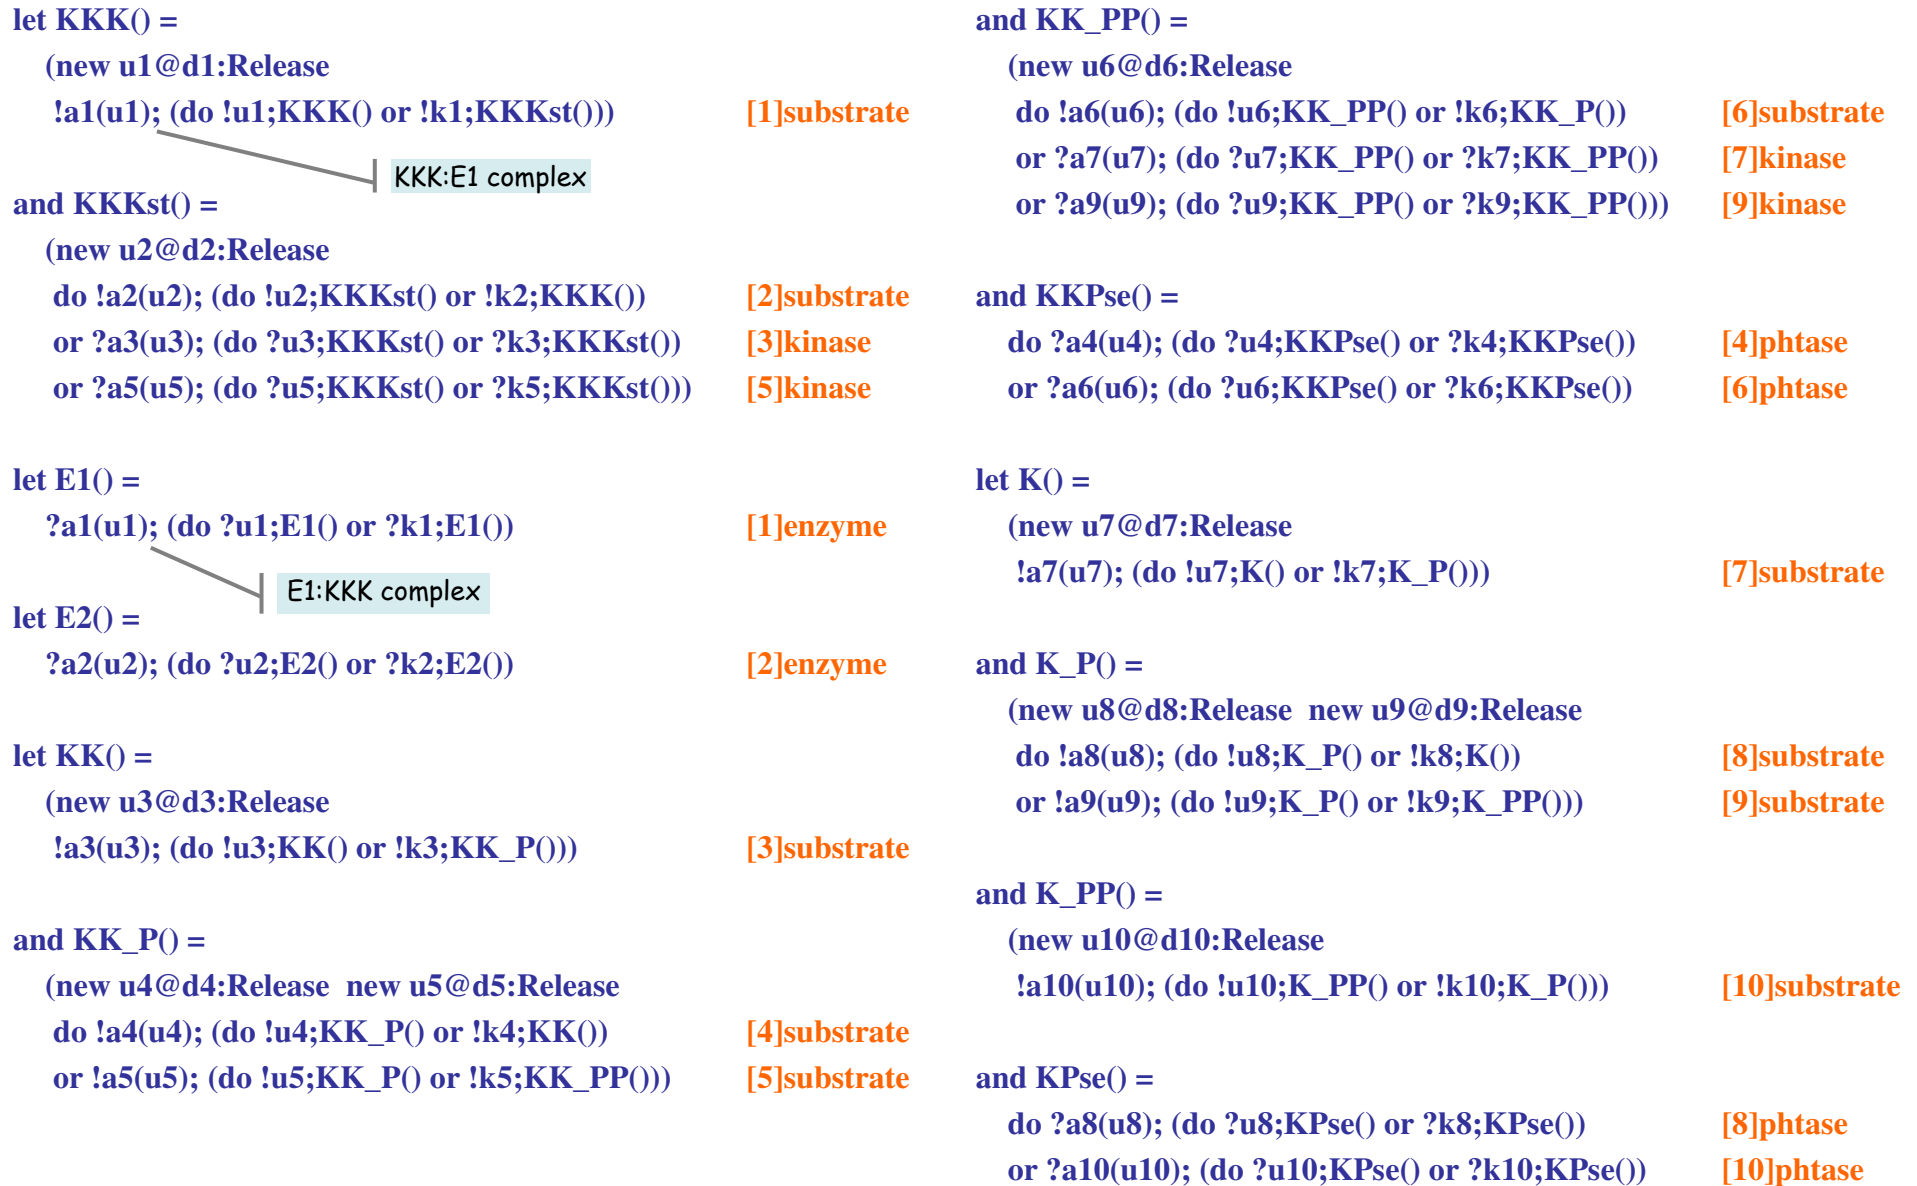 let KKK() =
(new u1@d1:Release
!a1(u1); (do !u1;KKK() or !k1;KKKst())) [1]substrate
KKK:E1 complex
and KKKst() =
(new u2@d2:Release
do !a2(u2); (do !u2;KKKst() or !k2;KKK()) [2]substrate
or ?a3(u3); (do ?u3;KKKst() or ?k3;KKKst()) [3]kinase
or ?a5(u5); (do ?u5;KKKst() or ?k5;KKKst())) [5]kinase
let E1() =
?a1(u1); (do ?u1;E1() or ?k1;E1()) [1]enzyme
E1:KKK complex
let E2() =
?a2(u2); (do ?u2;E2() or ?k2;E2()) [2]enzyme
let KK() =
(new u3@d3:Release
!a3(u3); (do !u3;KK() or !k3;KK_P())) [3]substrate
and KK_P() =
(new u4@d4:Release new u5@d5:Release
do !a4(u4); (do !u4;KK_P() or !k4;KK()) [4]substrate
or !a5(u5); (do !u5;KK_P() or !k5;KK_PP())) [5]substrate
and KK_PP() =
(new u6@d6:Release
do !a6(u6); (do !u6;KK_PP() or !k6;KK_P()) [6]substrate
or ?a7(u7); (do ?u7;KK_PP() or ?k7;KK_PP()) [7]kinase
or ?a9(u9); (do ?u9;KK_PP() or ?k9;KK_PP())) [9]kinase
and KKPse() =
do ?a4(u4); (do ?u4;KKPse() or ?k4;KKPse()) [4]phtase
or ?a6(u6); (do ?u6;KKPse() or ?k6;KKPse()) [6]phtase
let K() =
(new u7@d7:Release
!a7(u7); (do !u7;K() or !k7;K_P())) [7]substrate
and K_P() =
(new u8@d8:Release new u9@d9:Release
do !a8(u8); (do !u8;K_P() or !k8;K()) [8]substrate
or !a9(u9); (do !u9;K_P() or !k9;K_PP())) [9]substrate
and K_PP() =
(new u10@d10:Release
!a10(u10); (do !u10;K_PP() or !k10;K_P())) [10]substrate
and KPse() =
do ?a8(u8); (do ?u8;KPse() or ?k8;KPse()) [8]phtase
or ?a10(u10); (do ?u10;KPse() or ?k10;KPse()) [10]phtase